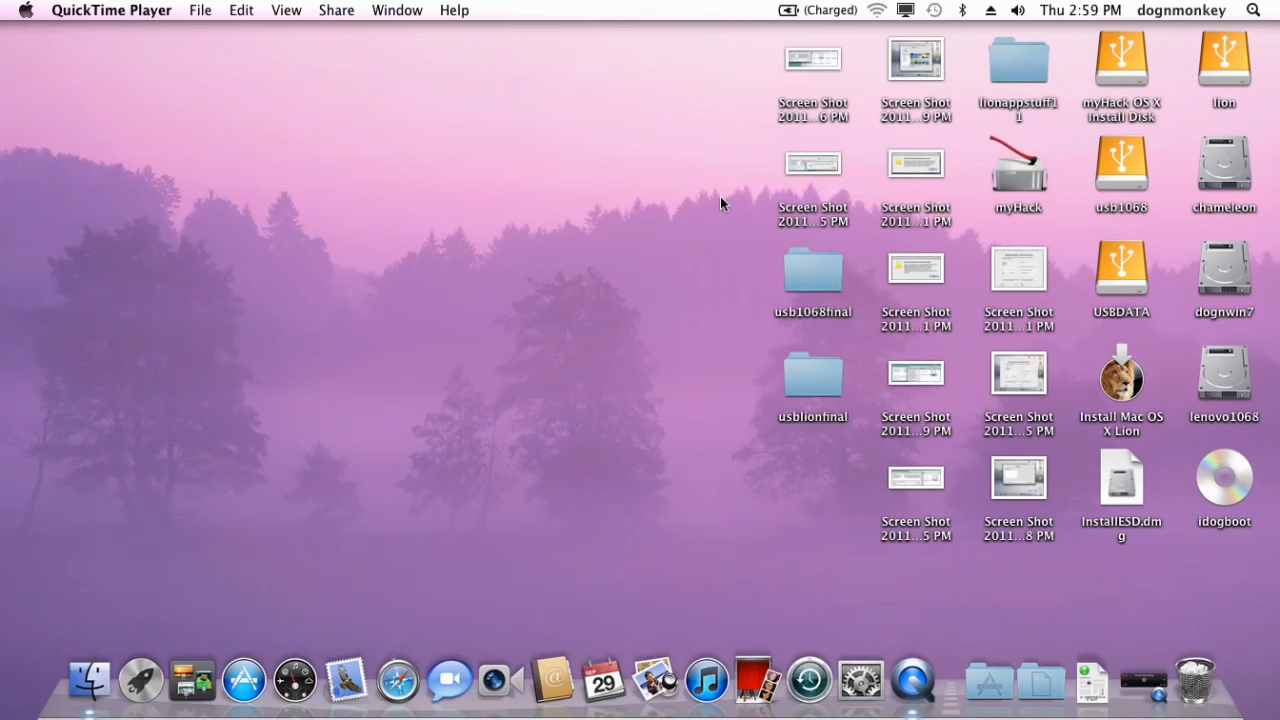 QuickTime Player File Edit View Share Window Help (Charged) Thu 2:59 PM dognmonkey
Screen Shot
2011...6 PM
Screen Shot
2011...9 PM
lionappstuff1
1
myHack OS X
Install Disk
lion
Screen Shot
2011...5 PM
Screen Shot
2011...1 PM
myHack
usb1068
chameleon
usb1068final
Screen Shot
2011...1 PM
Screen Shot
2011...1 PM
USBDATA
dognwin7
usblionfinal
Screen Shot
2011...9 PM
Screen Shot
2011...5 PM
Install Mac OS
X Lion
lenovo1068
Screen Shot
2011...5 PM
Screen Shot
2011...8 PM
InstallESD.dm
g
idogboot
29